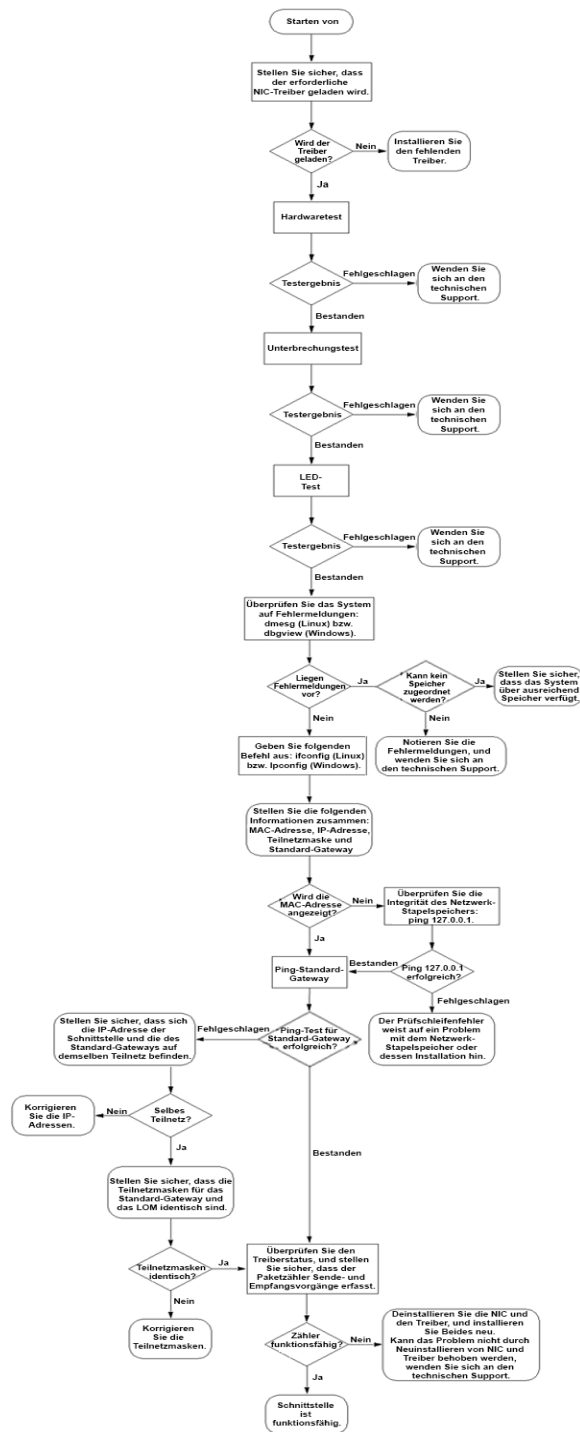 Starten von
Stellen Sie sicher, dass
der erforderliche
NIC-Treiber geladen wird.
Wird der
Treiber
geladen?
Nein
Installieren Sie
den fehlenden
Treiber.
Ja
Hardwaretest
Testergebnis
Fehlgeschlagen
Wenden Sie
sich an den
technischen
Support.
Bestanden
Unterbrechungstest
Testergebnis
Fehlgeschlagen
Wenden Sie
sich an den
technischen
Support.
Bestanden
LED-
Test
Testergebnis
Fehlgeschlagen
Wenden Sie
sich an den
technischen
Support.
Bestanden
Überprüfen Sie das System
auf Fehlermeldungen:
dmesg (Linux) bzw.
dbgview (Windows).
Liegen
Fehlermeldungen
vor?
Ja
Kann kein
Speicher
zugeordnet
werden?
Ja
Stellen Sie sicher,
dass das System
über ausreichend
Speicher verfügt.
Nein
Nein
Notieren Sie die
Fehlermeldungen, und
wenden Sie sich an
den technischen Support.
Geben Sie folgenden
Befehl aus: ifconfig (Linux)
bzw. Ipconfig (Windows).
Stellen Sie die folgenden
Informationen zusammen:
MAC-Adresse, IP-Adresse,
Teilnetzmaske und
Standard-Gateway
Wird die
MAC-Adresse
angezeigt?
Nein
Überprüfen Sie die
Integrität des Netzwerk-
Stapelspeichers:
ping 127.0.0.1.
Ja
Ping-Standard-
Gateway
Bestanden
Ping 127.0.0.1
erfolgreich?
Fehlgeschlagen
Der Prüfschleifenfehler
weist auf ein Problem
mit dem Netzwerk-
Stapelspeicher oder
dessen Installation hin.
Ping-Test für
Standard-Gateway
erfolgreich?
Fehlgeschlagen
Stellen Sie sicher, dass sich
die IP-Adresse der
Schnittstelle und die des
Standard-Gateways auf
demselben Teilnetz befinden.
Selbes
Teilnetz?
Nein
Korrigieren
Sie die IP-
Adressen.
Ja
Bestanden
Stellen Sie sicher, dass die
Teilnetzmasken für das
Standard-Gateway und
das LOM identisch sind.
Teilnetzmasken
identisch?
Ja
Überprüfen Sie den
Treiberstatus, und stellen
Sie sicher, dass der
Paketzähler Sende- und
Empfangsvorgänge erfasst.
Nein
Korrigieren
Sie die
Teilnetzmasken.
Zähler
funktionsfähig?
Nein
Deinstallieren Sie die NIC und
den Treiber, und installieren
Sie Beides neu.
Kann das Problem nicht durch
Neuinstallieren von NIC und
Treiber behoben werden,
wenden Sie sich an den
technischen Support.
Ja
Schnittstelle
ist
funktionsfähig.